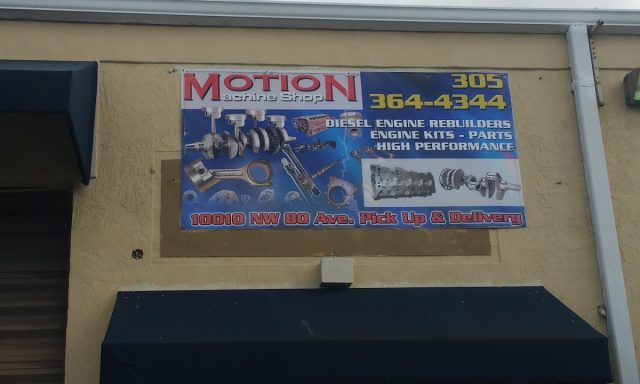 MOTION
Machine Shop
305
364-4344
DIESEL ENGINE REBUILDERS
ENGINE KITS - PARTS
HIGH PERFORMANCE
10010 NW 80 Ave. Pick Up & Delivery